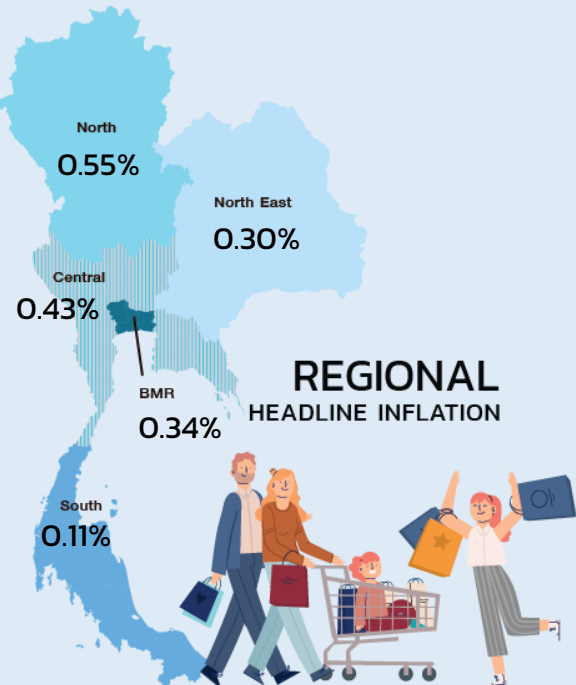 North
0.55%
North East
0.30%
Central
0.43%
REGIONAL
HEADLINE INFLATION
BMR
0.34%
South
0.11%